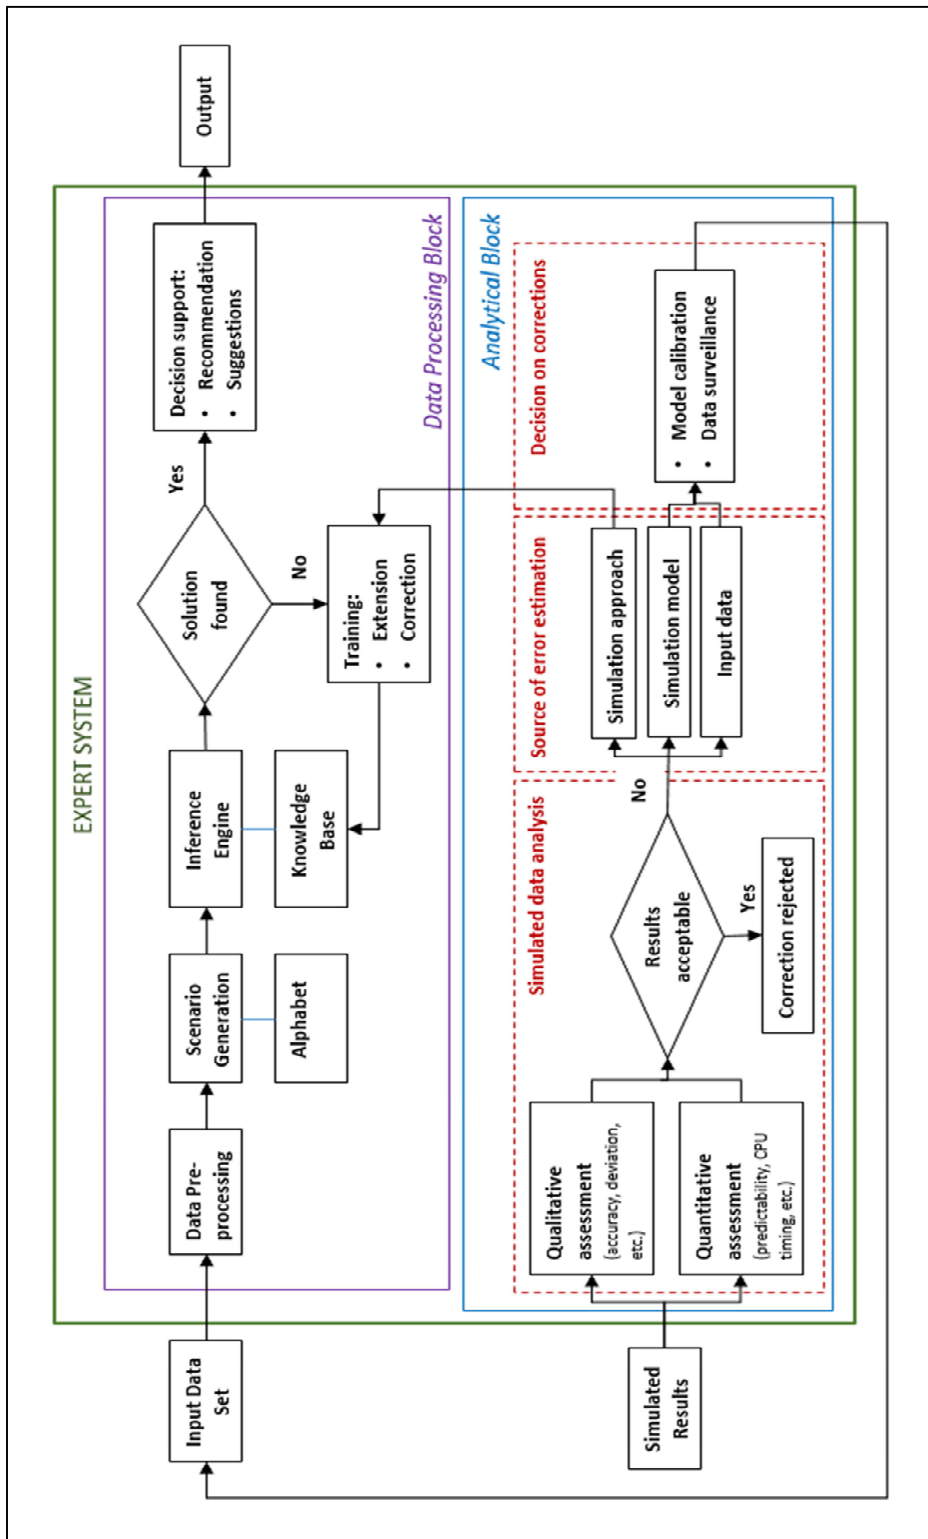 EXPERT SYSTEM
Input Data
Set
Data Pre-
processing
Scenario
Generation
Alphabet
Inference
Engine
Knowledge
Base
Solution
found
Yes
No
Decision support:
• Recommendation
• Suggestions
Output
Training:
• Extension
• Correction
Data Processing Block
Analytical Block
Simulated data analysis
Source of error estimation
Decision on corrections
Simulated
Results
Qualitative
assessment
(accuracy, deviation,
etc.)
Quantitative
assessment
(predictability, CPU
timing, etc.)
Results
acceptable
No
Yes
Correction rejected
Simulation approach
Simulation model
Input data
• Model calibration
• Data surveillance